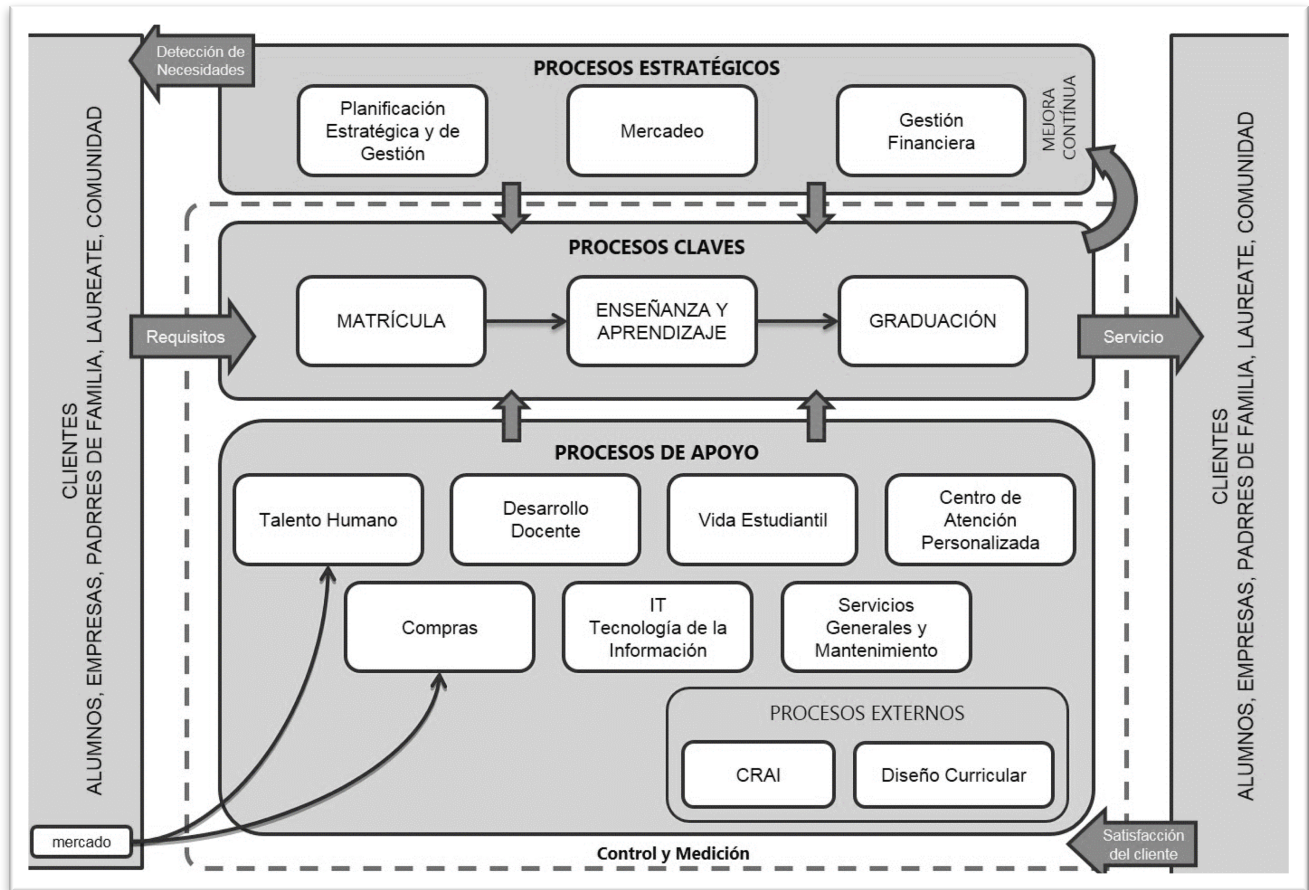 Detección de
Necesidades
PROCESOS ESTRATÉGICOS
Planificación
Estratégica y de
Gestión
Mercadeo
Gestión
Financiera
MEJORA
CONTÍNUA
CLIENTES
ALUMNOS, EMPRESAS, PADRRES DE FAMILIA, LAUREATE, COMUNIDAD
Requisitos
PROCESOS CLAVES
MATRÍCULA
ENSEÑANZA Y
APRENDIZAJE
GRADUACIÓN
Servicio
CLIENTES
ALUMNOS, EMPRESAS, PADRRES DE FAMILIA, LAUREATE, COMUNIDAD
PROCESOS DE APOYO
Talento Humano
Desarrollo
Docente
Vida Estudiantil
Centro de
Atención
Personalizada
Compras
IT
Tecnología de la
Información
Servicios
Generales y
Mantenimiento
PROCESOS EXTERNOS
CRAI
Diseño Curricular
mercado
Control y Medición
Satisfacción
del cliente